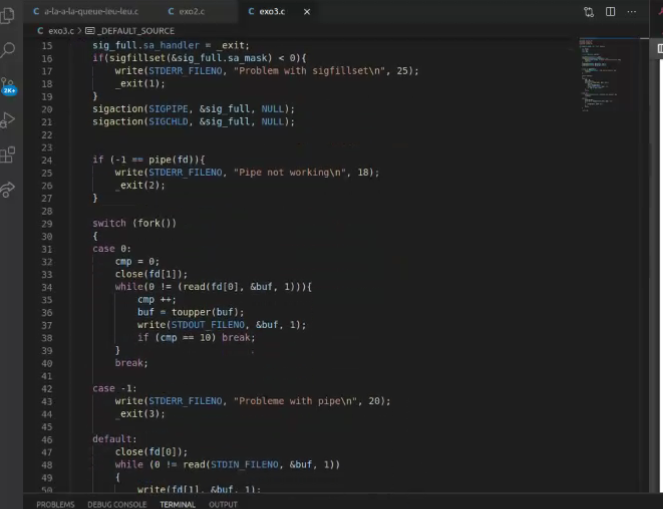 C a-la-a-la-queue-leu-leu.c C exo2.c C exo3.c ×
C exo3.c > _DEFAULT_SOURCE
2K+
15 sig_full.sa_handler = _exit;
16 if(sigfillset(&sig_full.sa_mask) < 0){
17 write(STDERR_FILENO, "Problem with sigfillset\n", 25);
18 _exit(1);
19 }
20 sigaction(SIGPIPE, &sig_full, NULL);
21 sigaction(SIGCHLD, &sig_full, NULL);
22
23
24 if (-1 == pipe(fd)){
25 write(STDERR_FILENO, "Pipe not working\n", 18);
26 _exit(2);
27 }
28
29 switch (fork())
30 {
31 case 0:
32 cmp = 0;
33 close(fd[1]);
34 while(0 != (read(fd[0], &buf, 1))){
35 cmp ++;
36 buf = toupper(buf);
37 write(STDOUT_FILENO, &buf, 1);
38 if (cmp == 10) break;
39 }
40 break;
41
42 case -1:
43 write(STDERR_FILENO, "Probleme with pipe\n", 20);
44 _exit(3);
45
46 default:
47 close(fd[0]);
48 while (0 != read(STDIN_FILENO, &buf, 1))
49 {
50 write(fd[1], &buf, 1);
PROBLEMS DEBUG CONSOLE TERMINAL OUTPUT